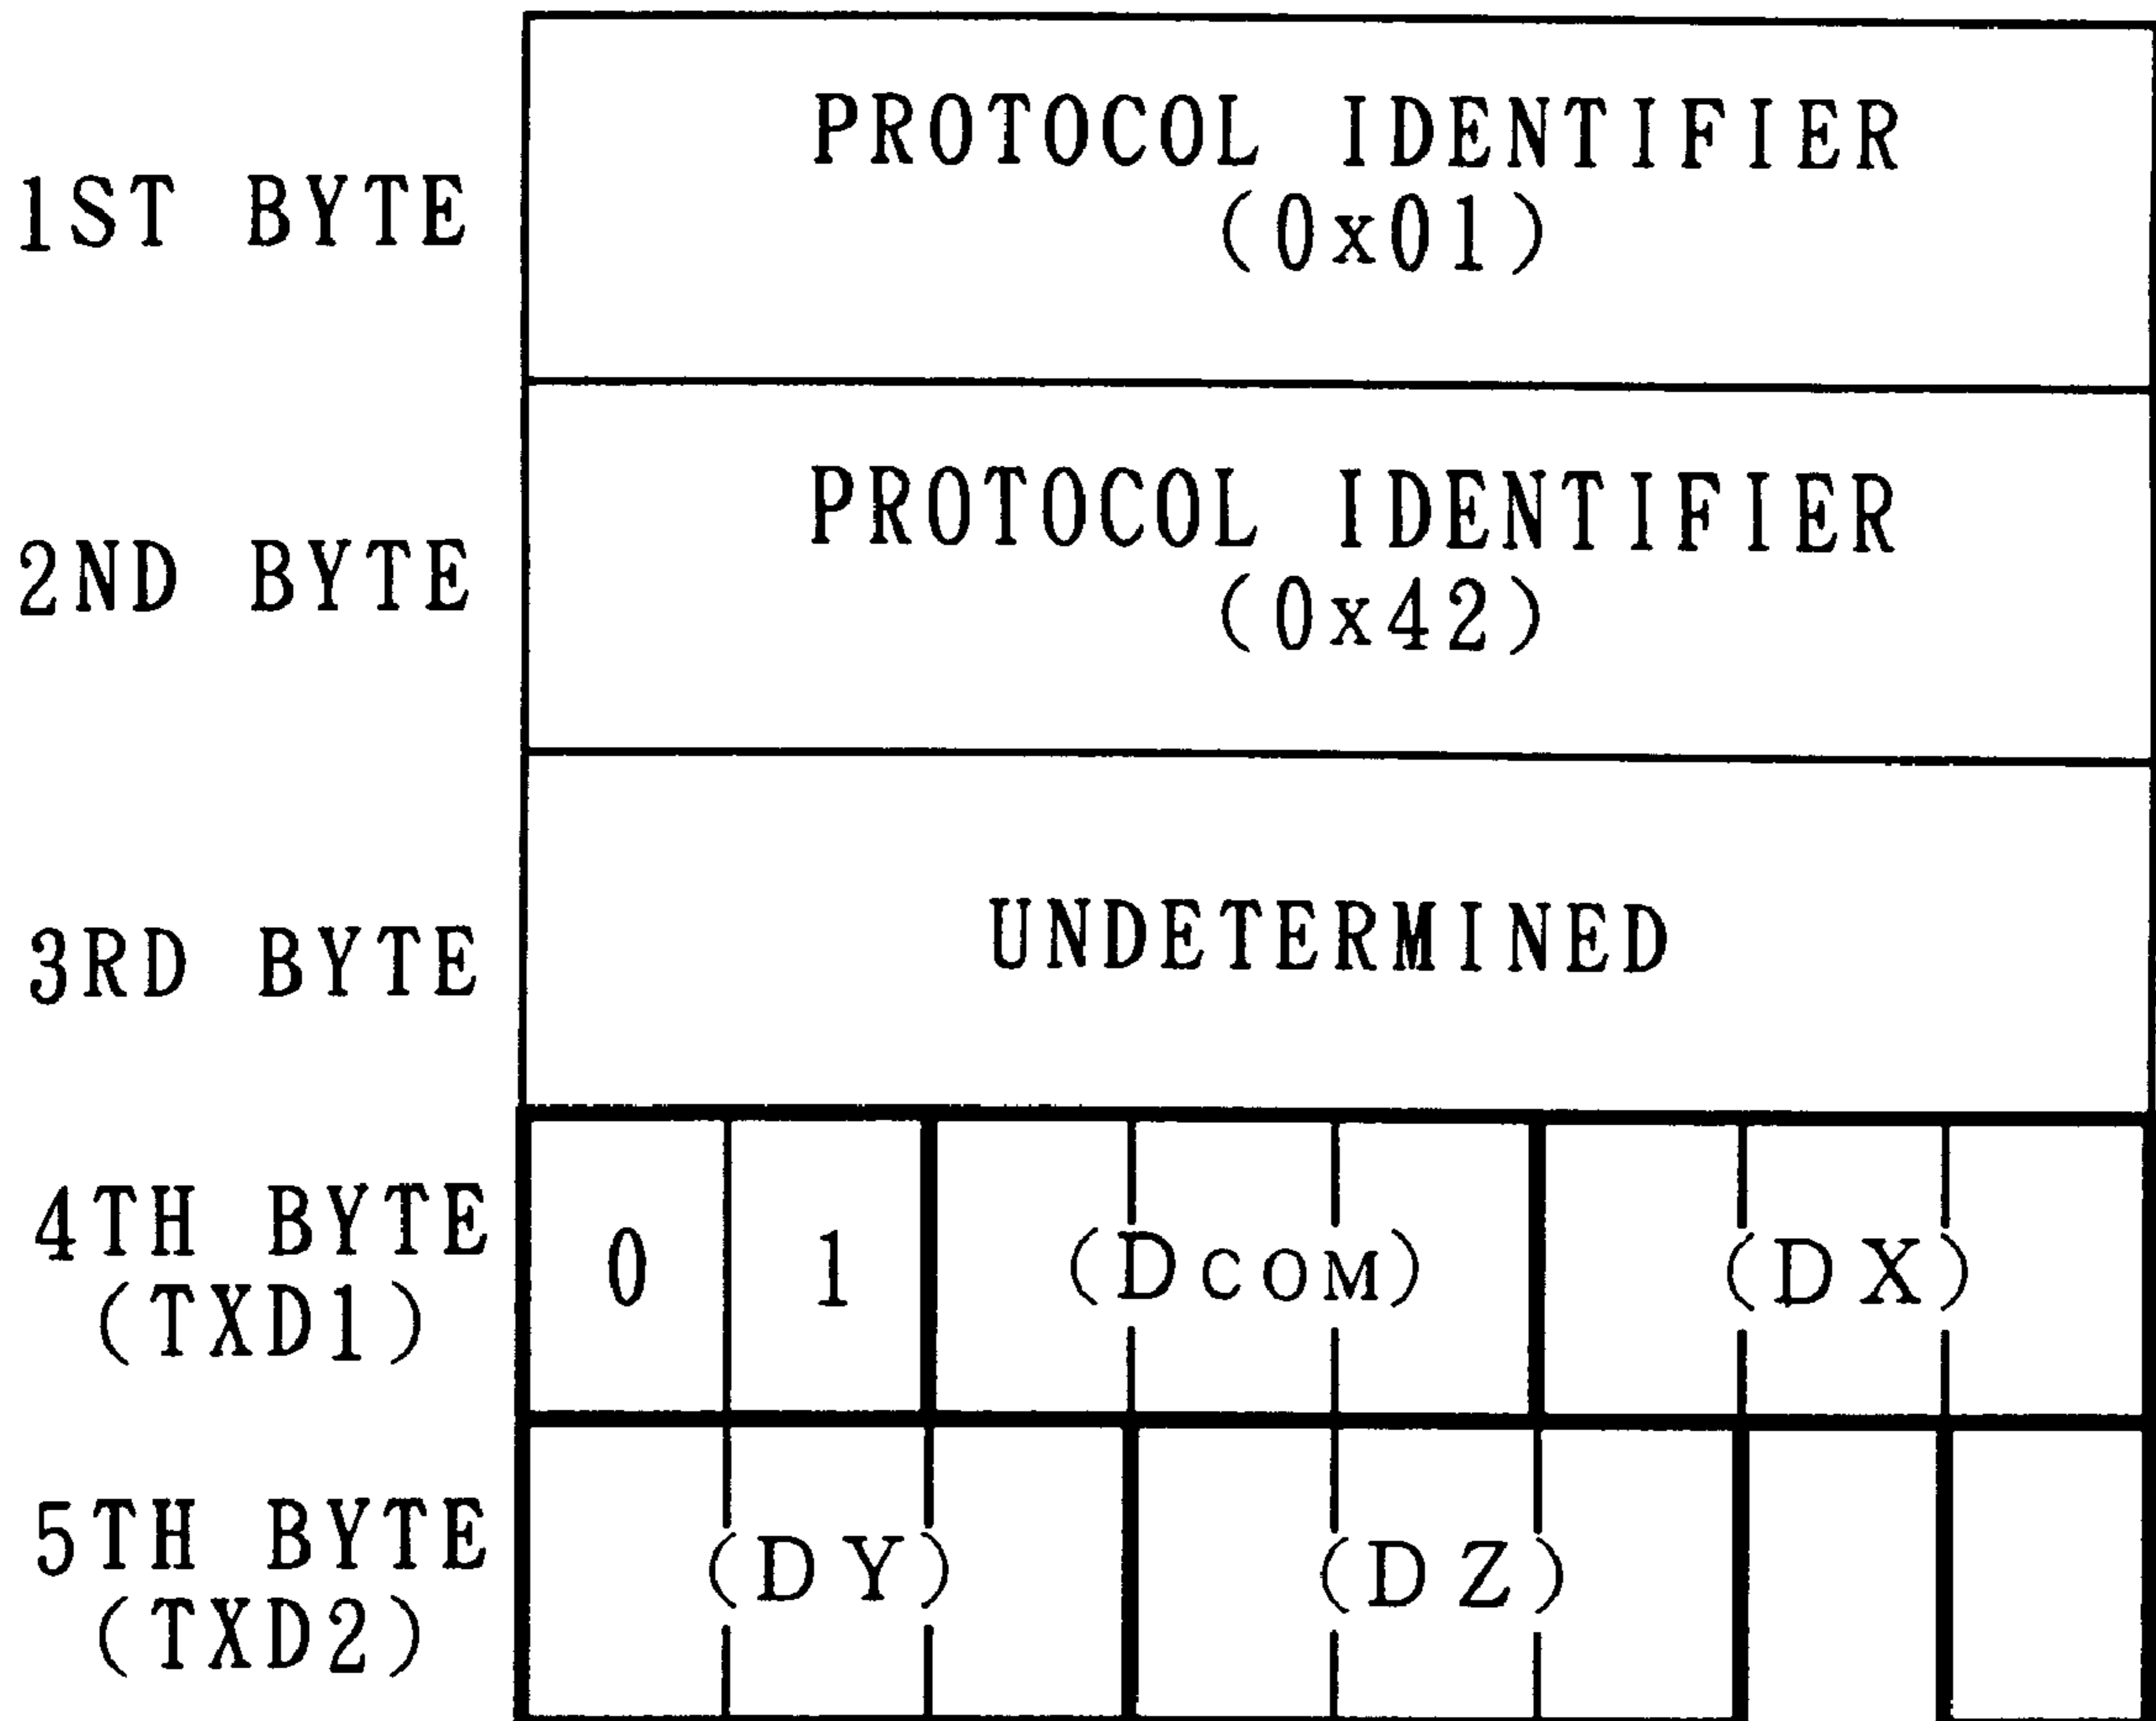 PROTOCOL IDENTIFIER
1ST BYTE
(0x01)
PROTOCOL IDENTIFIER
2ND BYTE
(0x42)
3RD BYTE UNDETERMINED
4TH BYTE
(TXD1)
0 1 (DCOM) (DX)
5TH BYTE
(TXD2)
(DY) (DZ)